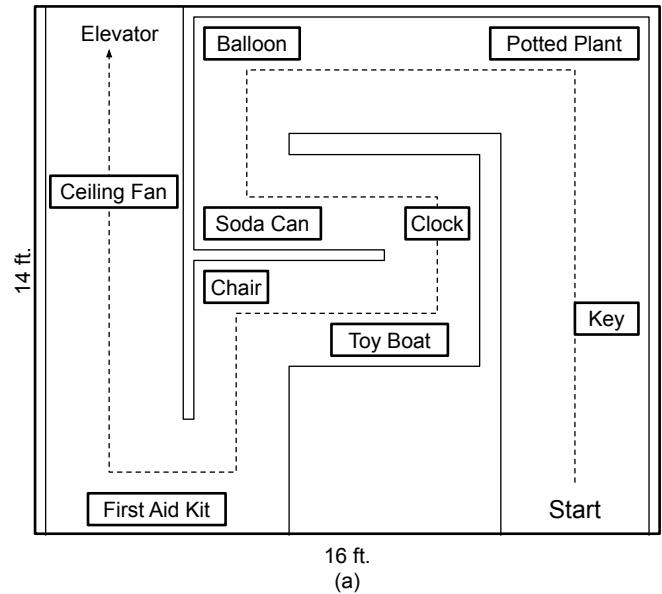 Elevator
Balloon
Potted Plant
Ceiling Fan
Soda Can
Clock
14 ft.
Chair
Key
Toy Boat
First Aid Kit
Start
16 ft.
(a)